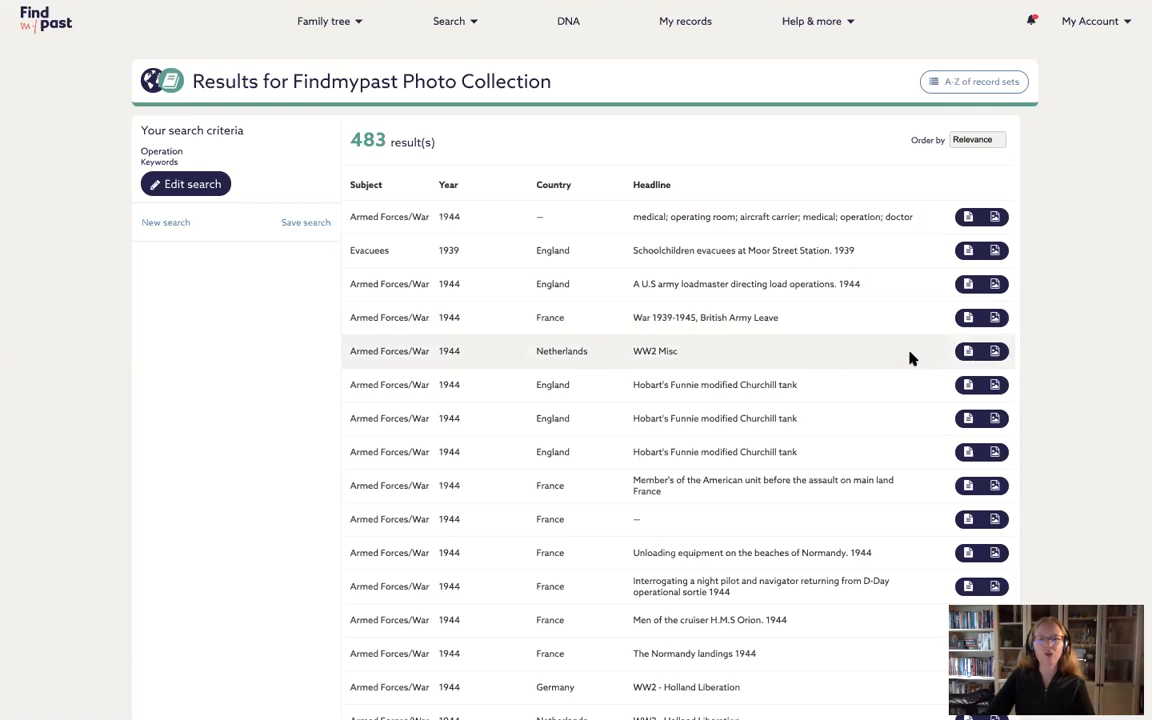 Find
my past
Family tree
Search
DNA
My records
Help & more
My Account
Results for Findmypast Photo Collection
A-Z of record sets
Your search criteria
Operation
Keywords
Edit search
New search
Save search
483 result(s)
Order by Relevance
Subject Year Country Headline
Armed Forces/War 1944 — medical; operating room; aircraft carrier; medical; operation; doctor
Evacuees 1939 England Schoolchildren evacuees at Moor Street Station. 1939
Armed Forces/War 1944 England A U.S army loadmaster directing load operations. 1944
Armed Forces/War 1944 France War 1939-1945, British Army Leave
Armed Forces/War 1944 Netherlands WW2 Misc
Armed Forces/War 1944 England Hobart's Funnie modified Churchill tank
Armed Forces/War 1944 England Hobart's Funnie modified Churchill tank
Armed Forces/War 1944 England Hobart's Funnie modified Churchill tank
Armed Forces/War 1944 France Member's of the American unit before the assault on main land
France
Armed Forces/War 1944 France —
Armed Forces/War 1944 France Unloading equipment on the beaches of Normandy. 1944
Armed Forces/War 1944 France Interrogating a night pilot and navigator returning from D-Day
operational sortie 1944
Armed Forces/War 1944 France Men of the cruiser H.M.S Orion. 1944
Armed Forces/War 1944 France The Normandy landings 1944
Armed Forces/War 1944 Germany WW2 - Holland Liberation